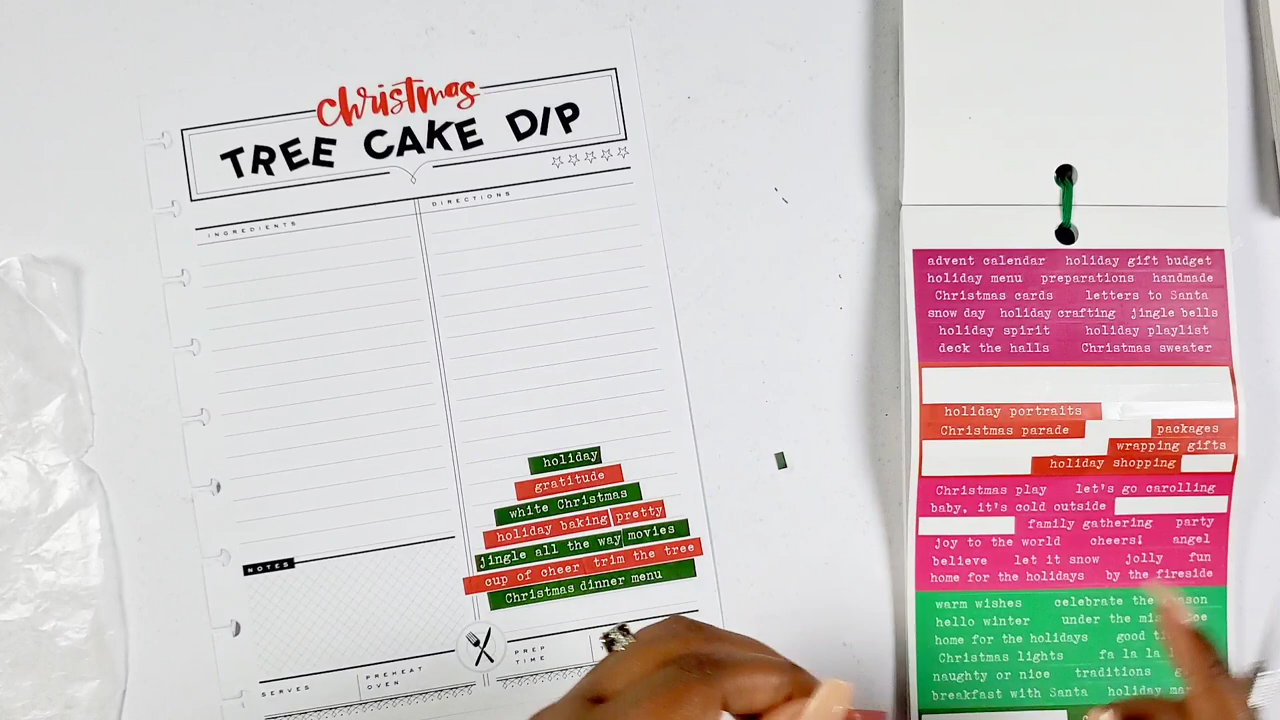 Christmas
TREE CAKE DIP
INGREDIENTS
DIRECTIONS
holiday
gratitude
white Christmas
holiday baking pretty
jingle all the way movies
cup of cheer trim the tree
Christmas dinner menu
NOTES
SERVES
PREHEAT OVEN
PREP TIME
advent calendar holiday gift budget
holiday menu preparations handmade
Christmas cards letters to Santa
snow day holiday crafting jingle bells
holiday spirit holiday playlist
deck the halls Christmas sweater
holiday portraits
Christmas parade packages
wrapping gifts
holiday shopping
Christmas play let's go carolling
baby, it's cold outside
family gathering party
joy to the world cheers! angel
believe let it snow jolly fun
home for the holidays by the fireside
warm wishes celebrate the
hello winter under the
home for the holidays good
Christmas lights fa la la
naughty or nice traditions
breakfast with Santa holiday